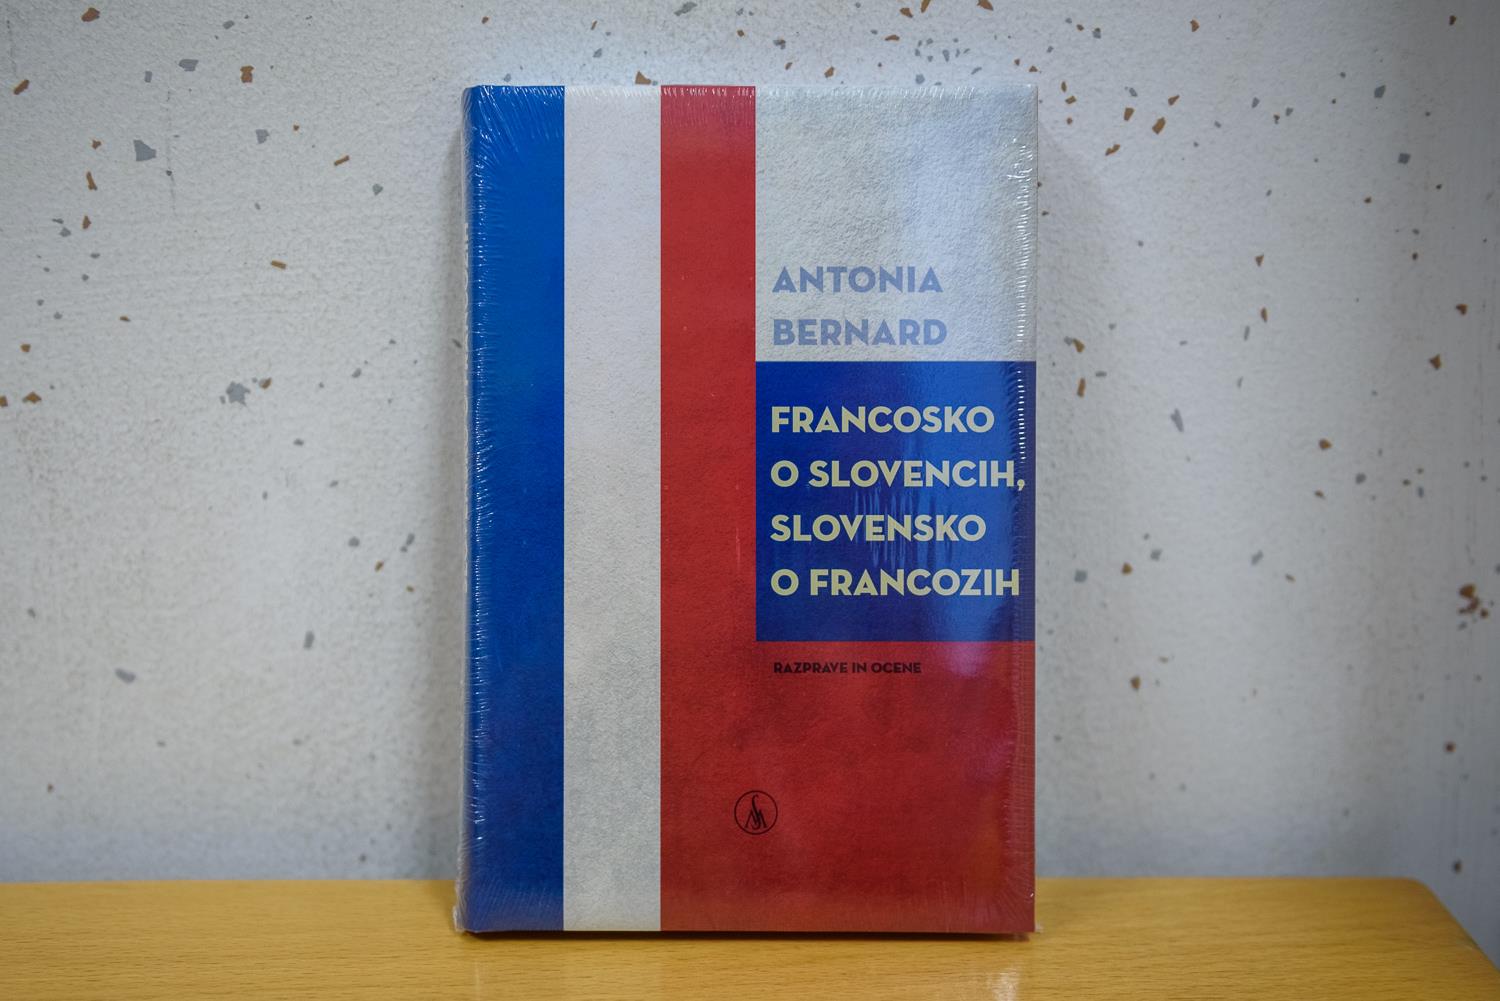 ANTONIA
BERNARD
FRANCOSKO
O SLOVENCIH,
SLOVENSKO
O FRANCOZIH
RAZPRAVE IN OCENE